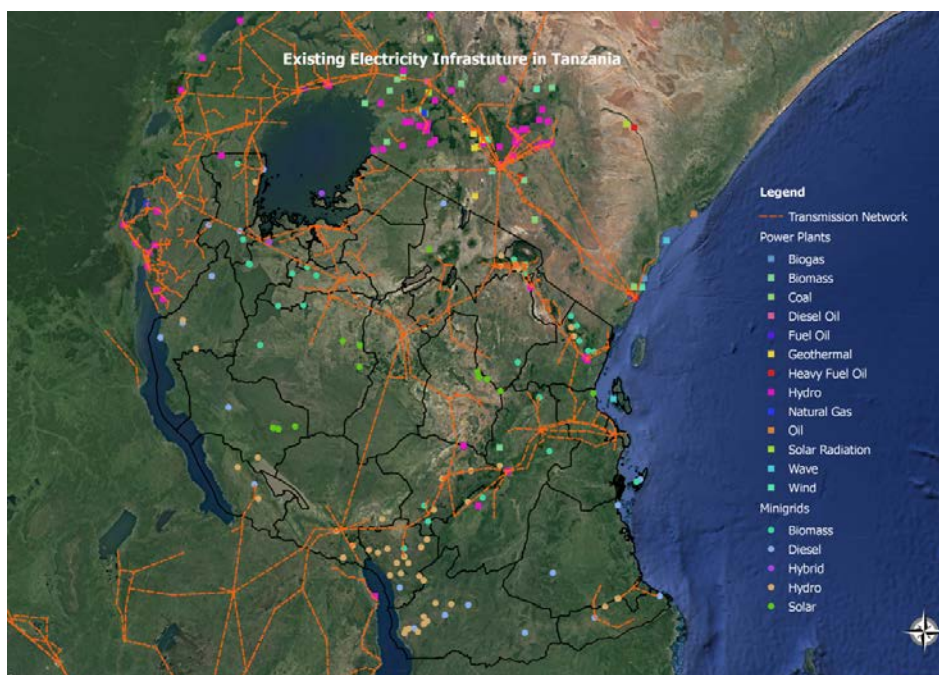 Existing Electricity Infrastuture in Tanzania
Legend
Transmission Network
Power Plants
Biogas
Biomass
Coal
Diesel Oil
Fuel Oil
Geothermal
Heavy Fuel Oil
Hydro
Natural Gas
Oil
Solar Radiation
Wave
Wind
Minigrids
Biomass
Diesel
Hybrid
Hydro
Solar